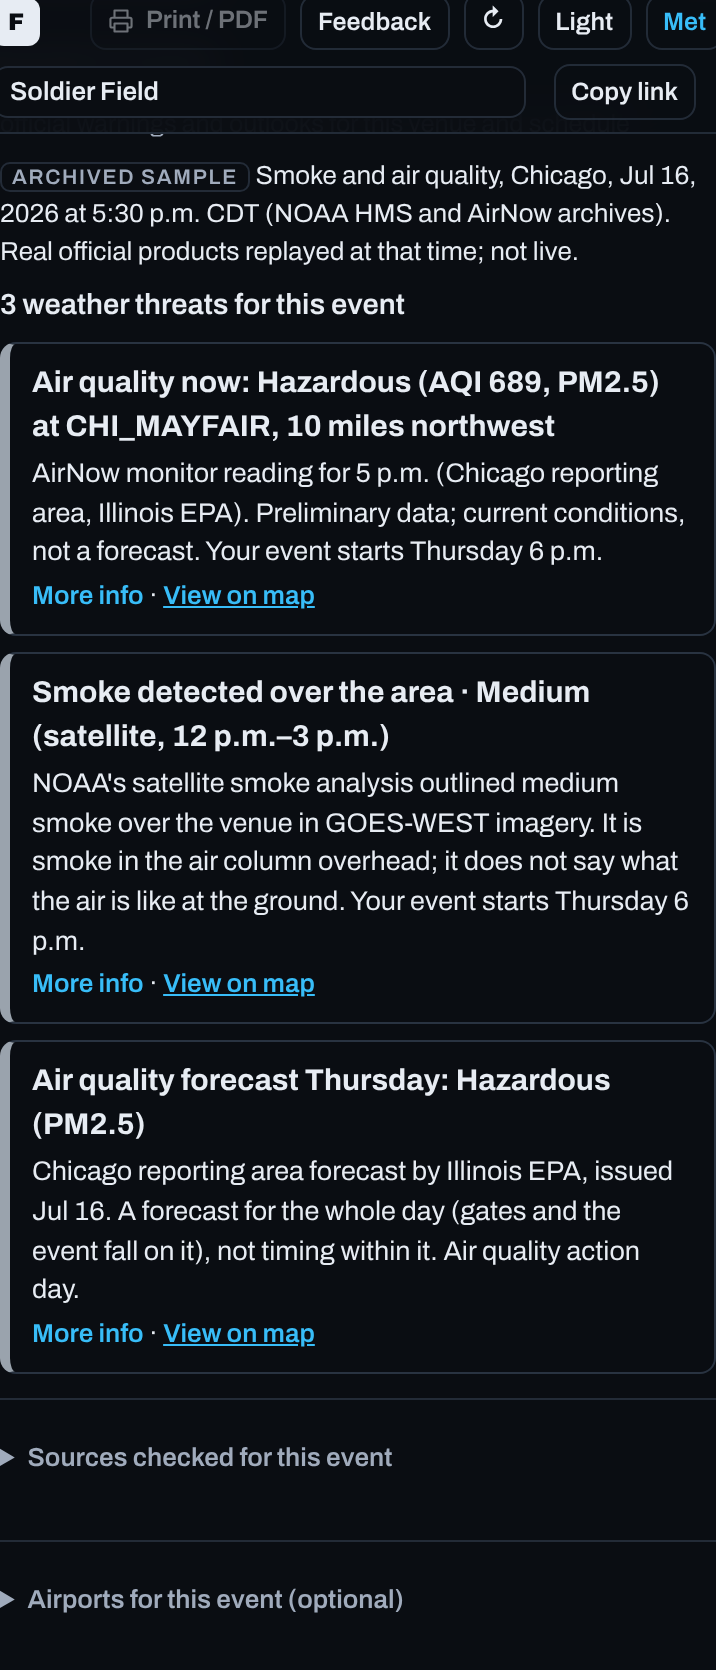 F
Print / PDF
Feedback
↻
Light
Met
Soldier Field
Copy link
ARCHIVED SAMPLE Smoke and air quality, Chicago, Jul 16,
2026 at 5:30 p.m. CDT (NOAA HMS and AirNow archives).
Real official products replayed at that time; not live.
3 weather threats for this event
Air quality now: Hazardous (AQI 689, PM2.5)
at CHI_MAYFAIR, 10 miles northwest
AirNow monitor reading for 5 p.m. (Chicago reporting
area, Illinois EPA). Preliminary data; current conditions,
not a forecast. Your event starts Thursday 6 p.m.
More info · View on map
Smoke detected over the area · Medium
(satellite, 12 p.m.–3 p.m.)
NOAA's satellite smoke analysis outlined medium
smoke over the venue in GOES-WEST imagery. It is
smoke in the air column overhead; it does not say what
the air is like at the ground. Your event starts Thursday 6
p.m.
More info · View on map
Air quality forecast Thursday: Hazardous
(PM2.5)
Chicago reporting area forecast by Illinois EPA, issued
Jul 16. A forecast for the whole day (gates and the
event fall on it), not timing within it. Air quality action
day.
More info · View on map
Sources checked for this event
Airports for this event (optional)